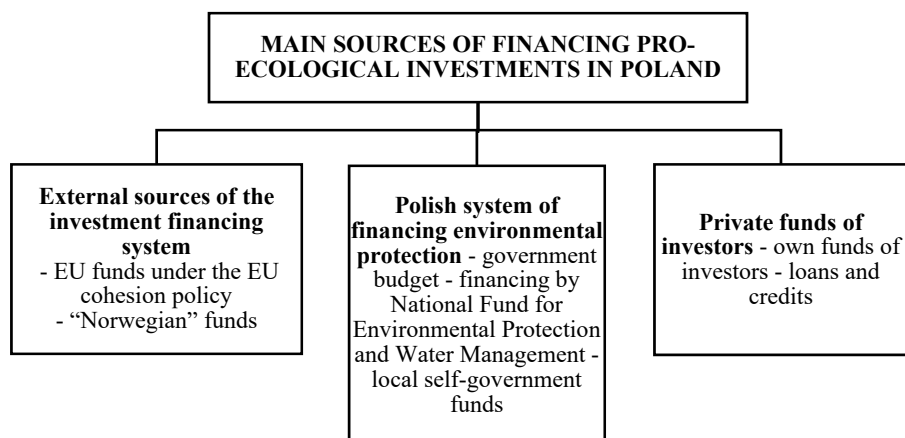 MAIN SOURCES OF FINANCING PRO-
ECOLOGICAL INVESTMENTS IN POLAND
External sources of the
investment financing
system
- EU funds under the EU
cohesion policy
- “Norwegian” funds
Polish system of
financing environmental
protection - government
budget - financing by
National Fund for
Environmental Protection
and Water Management -
local self-government
funds
Private funds of
investors - own funds of
investors - loans and
credits